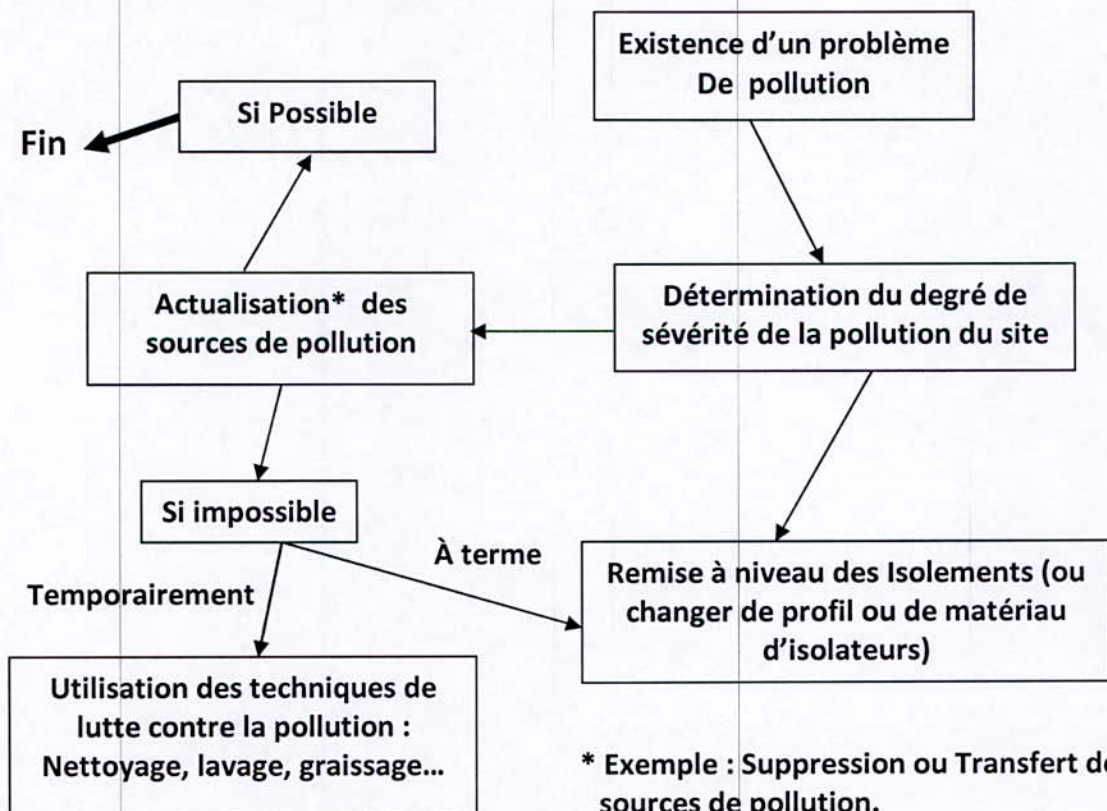 Existence d’un problème
De pollution
Si Possible
Fin
Détermination du degré de
sévérité de la pollution du site
Actualisation* des
sources de pollution
Si impossible
À terme
Temporairement
Remise à niveau des Isolements (ou
changer de profil ou de matériau
d’isolateurs)
Utilisation des techniques de
lutte contre la pollution :
Nettoyage, lavage, graissage…
* Exemple : Suppression ou Transfert de
sources de pollution.